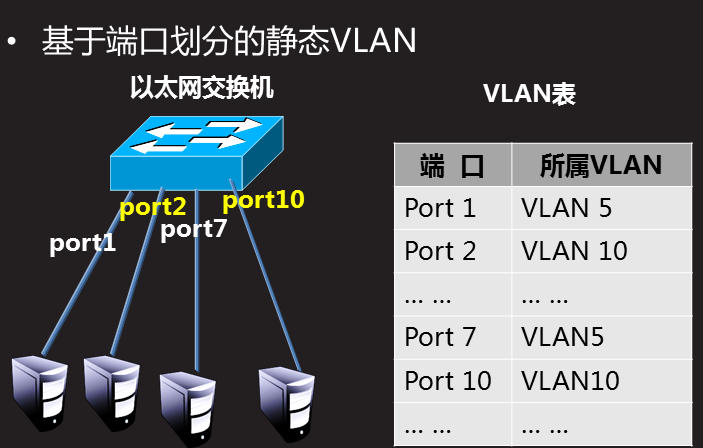 • 基于端口划分的静态VLAN
以太网交换机
port1
port2
port7
port10
VLAN表
端 口 所属VLAN
Port 1 VLAN 5
Port 2 VLAN 10
... ... ... ...
Port 7 VLAN5
Port 10 VLAN10
... ... ... ...